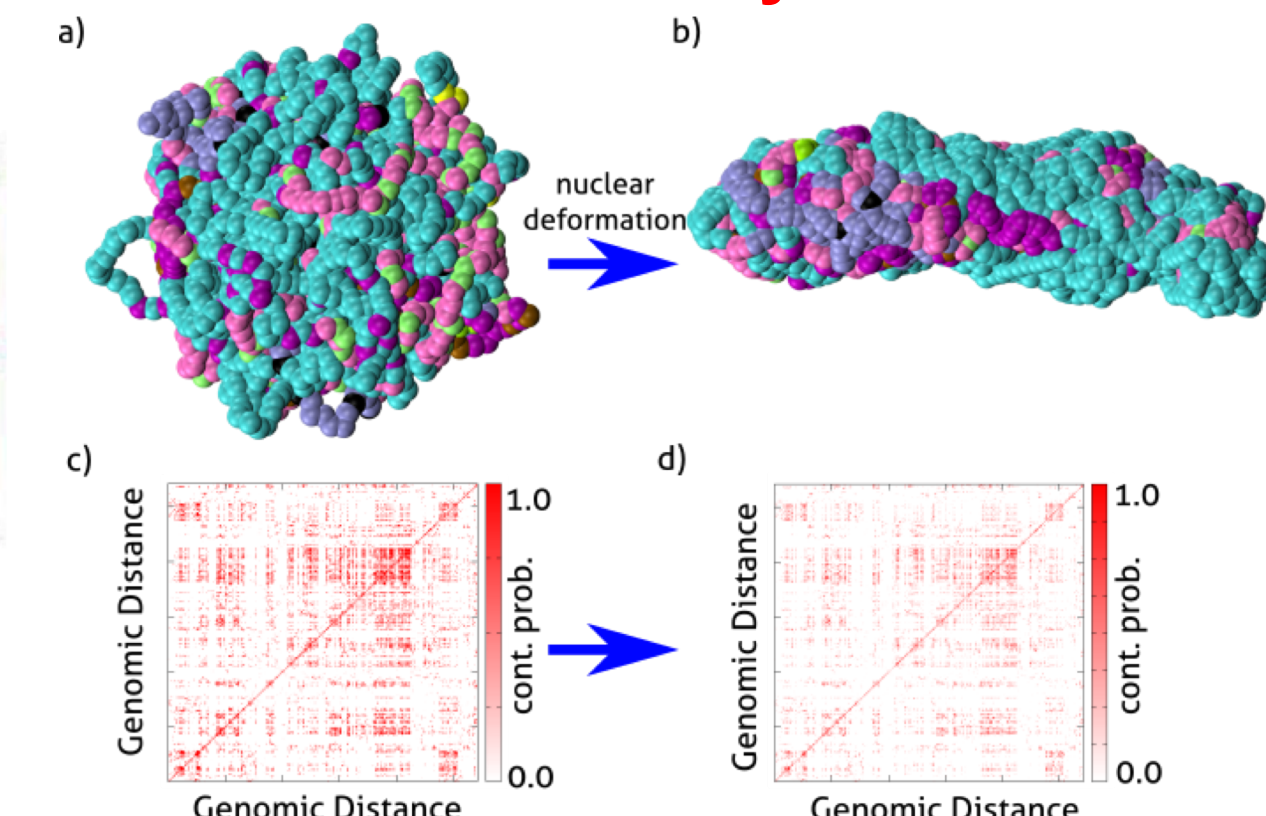 a)
b)
nuclear
deformation
c)
d)
Genomic Distance
1.0
cont. prob.
0.0
Genomic Distance
Genomic Distance
1.0
cont. prob.
0.0
Genomic Distance